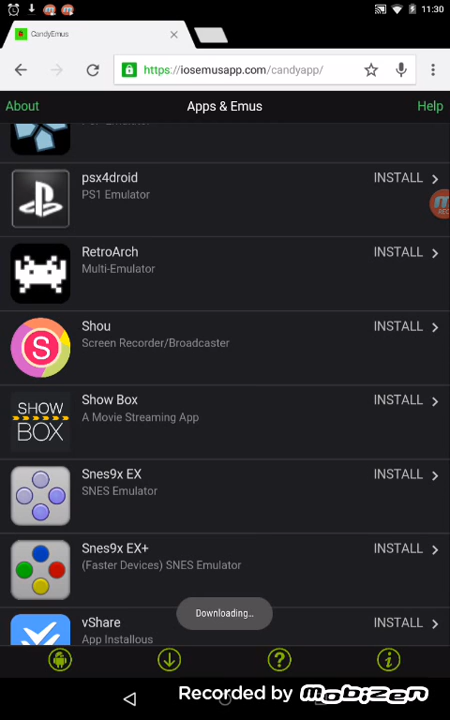 11:30
CandyEmus
https://iosemusapp.com/candyapp/
About
Apps & Emus
Help
psx4droid
INSTALL
PS1 Emulator
RetroArch
INSTALL
Multi-Emulator
Shou
INSTALL
S
Screen Recorder/Broadcaster
Show Box
INSTALL
SHOW
BOX
A Movie Streaming App
Snes9x EX
INSTALL
SNES Emulator
Snes9x EX+
INSTALL
(Faster Devices) SNES Emulator
Downloading...
vShare
INSTALL
App Installous
Recorded by MOBIZEN